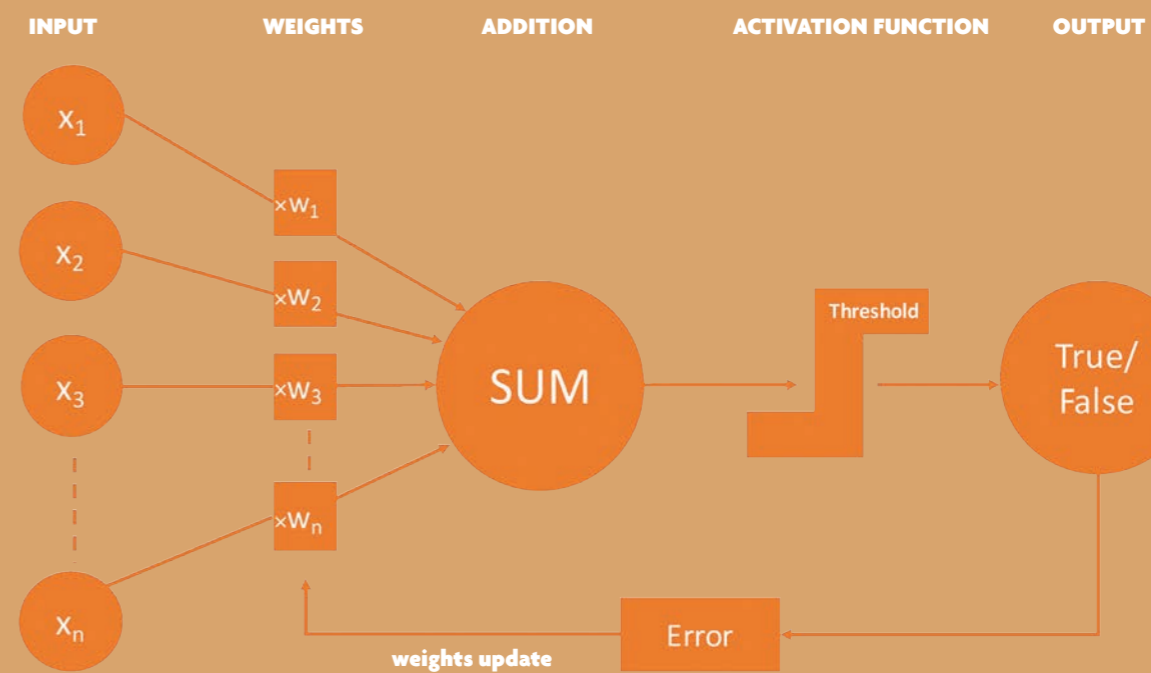 INPUT WEIGHTS ADDITION ACTIVATION FUNCTION OUTPUT
x₁
×w₁
x₂
×w₂
x₃
×w₃
xₙ
×wₙ
SUM
Threshold
True/
False
Error
weights update